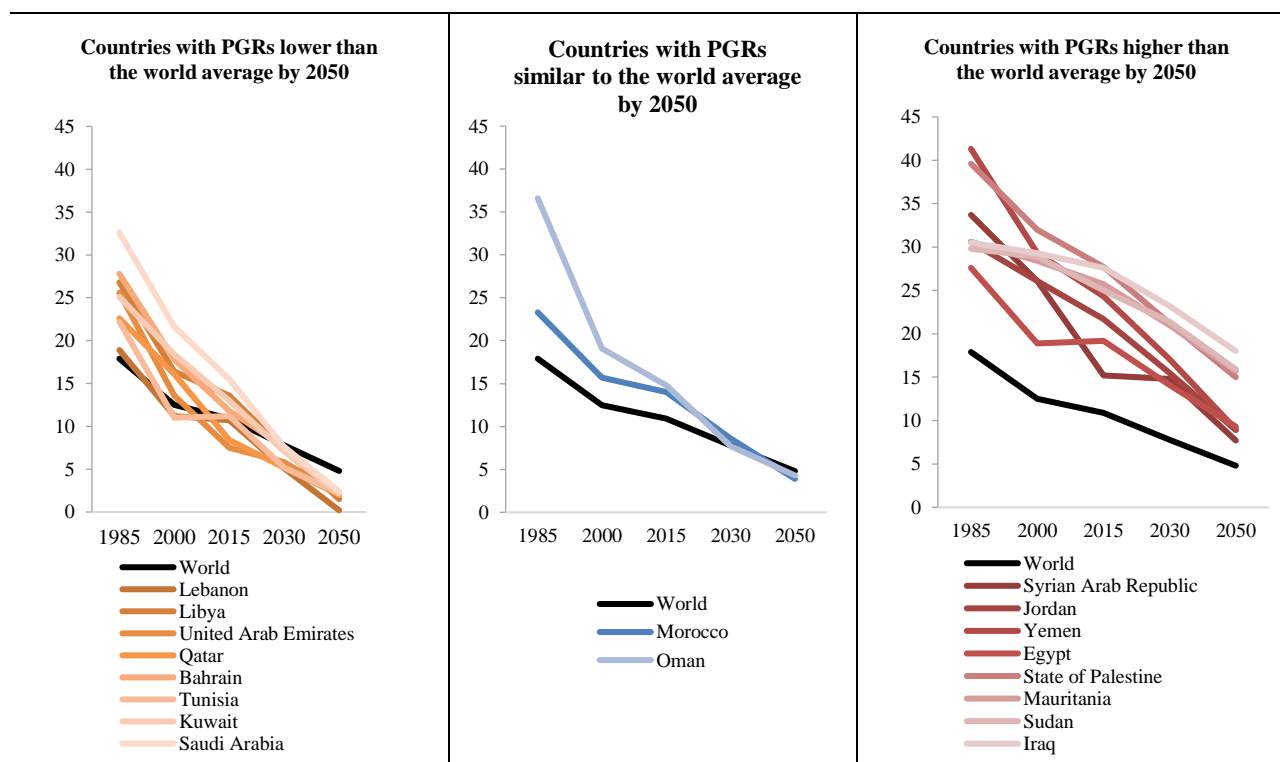 Countries with PGRs lower than
the world average by 2050
45
40
35
30
25
20
15
10
5
0
1985 2000 2015 2030 2050
World
Lebanon
Libya
United Arab Emirates
Qatar
Bahrain
Tunisia
Kuwait
Saudi Arabia
Countries with PGRs
similar to the world average
by 2050
45
40
35
30
25
20
15
10
5
0
1985 2000 2015 2030 2050
World
Morocco
Oman
Countries with PGRs higher than
the world average by 2050
45
40
35
30
25
20
15
10
5
0
1985 2000 2015 2030 2050
World
Syrian Arab Republic
Jordan
Yemen
Egypt
State of Palestine
Mauritania
Sudan
Iraq